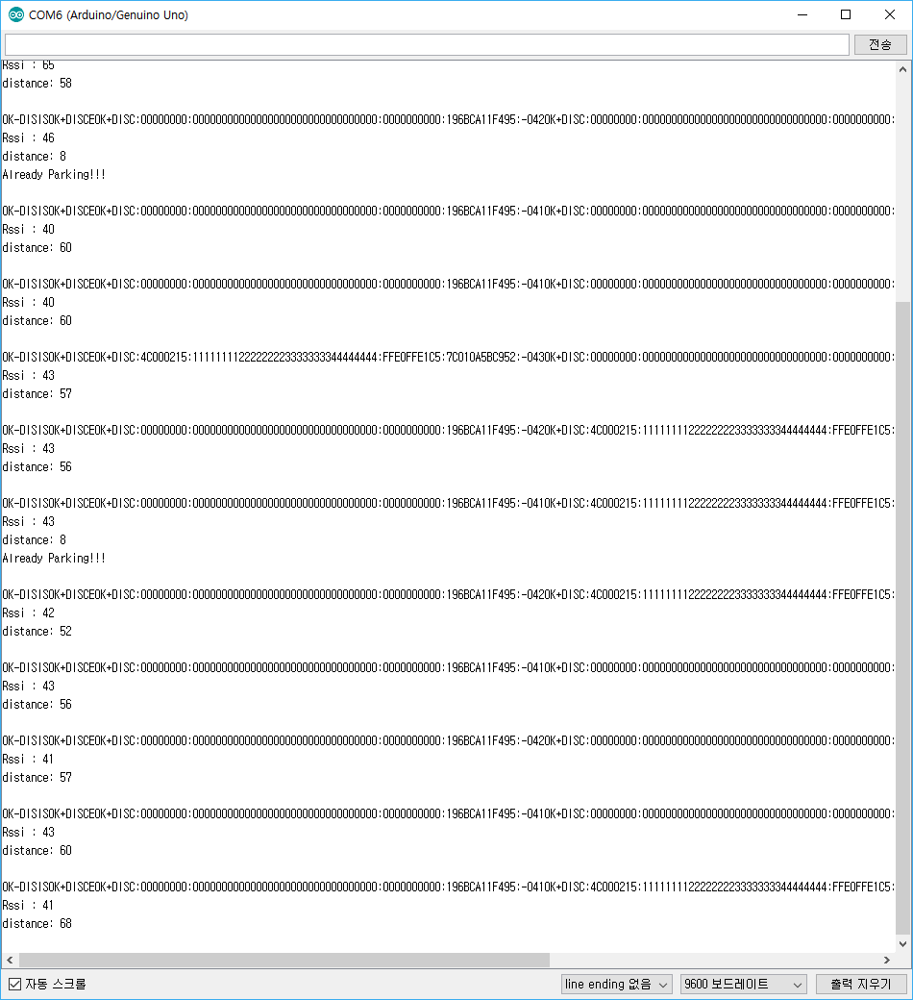 COM6 (Arduino/Genuino Uno)
전송
Rssi : 65
distance: 58
OK-DISISOK+DISCEOK+DISC:00000000:00000000000000000000000000000000:0000000000:196BCA11F495:-042OK+DISC:00000000:00000000000000000000000000000000:0000000000:
Rssi : 46
distance: 8
Already Parking!!!
OK-DISISOK+DISCEOK+DISC:00000000:00000000000000000000000000000000:0000000000:196BCA11F495:-041OK+DISC:00000000:00000000000000000000000000000000:0000000000:
Rssi : 40
distance: 60
OK-DISISOK+DISCEOK+DISC:00000000:00000000000000000000000000000000:0000000000:196BCA11F495:-041OK+DISC:00000000:00000000000000000000000000000000:0000000000:
Rssi : 40
distance: 60
OK-DISISOK+DISCEOK+DISC:4C000215:11111111222222223333333344444444:FFE0FFE1C5:7C010A5BC952:-043OK+DISC:00000000:00000000000000000000000000000000:0000000000:
Rssi : 43
distance: 57
OK-DISISOK+DISCEOK+DISC:00000000:00000000000000000000000000000000:0000000000:196BCA11F495:-042OK+DISC:4C000215:11111111222222223333333344444444:FFE0FFE1C5:
Rssi : 43
distance: 56
OK-DISISOK+DISCEOK+DISC:00000000:00000000000000000000000000000000:0000000000:196BCA11F495:-041OK+DISC:4C000215:11111111222222223333333344444444:FFE0FFE1C5:
Rssi : 43
distance: 8
Already Parking!!!
OK-DISISOK+DISCEOK+DISC:00000000:00000000000000000000000000000000:0000000000:196BCA11F495:-042OK+DISC:4C000215:11111111222222223333333344444444:FFE0FFE1C5:
Rssi : 42
distance: 52
OK-DISISOK+DISCEOK+DISC:00000000:00000000000000000000000000000000:0000000000:196BCA11F495:-041OK+DISC:00000000:00000000000000000000000000000000:0000000000:
Rssi : 43
distance: 56
OK-DISISOK+DISCEOK+DISC:00000000:00000000000000000000000000000000:0000000000:196BCA11F495:-042OK+DISC:00000000:00000000000000000000000000000000:0000000000:
Rssi : 41
distance: 57
OK-DISISOK+DISCEOK+DISC:00000000:00000000000000000000000000000000:0000000000:196BCA11F495:-041OK+DISC:00000000:00000000000000000000000000000000:0000000000:
Rssi : 43
distance: 60
OK-DISISOK+DISCEOK+DISC:00000000:00000000000000000000000000000000:0000000000:196BCA11F495:-041OK+DISC:4C000215:11111111222222223333333344444444:FFE0FFE1C5:
Rssi : 41
distance: 68
자동 스크롤
line ending 없음
9600 보드레이트
출력 지우기